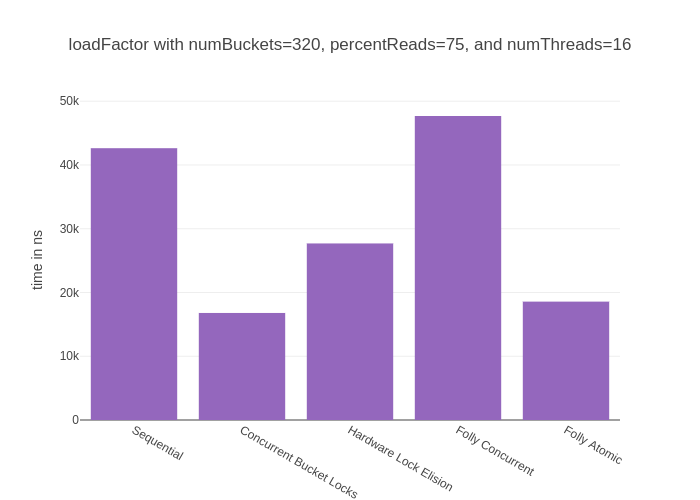 loadFactor with numBuckets=320, percentReads=75, and numThreads=16
50k
40k
30k
20k
10k
0
time in ns
Sequential
Concurrent Bucket Locks
Hardware Lock Elision
Folly Concurrent
Folly Atomic